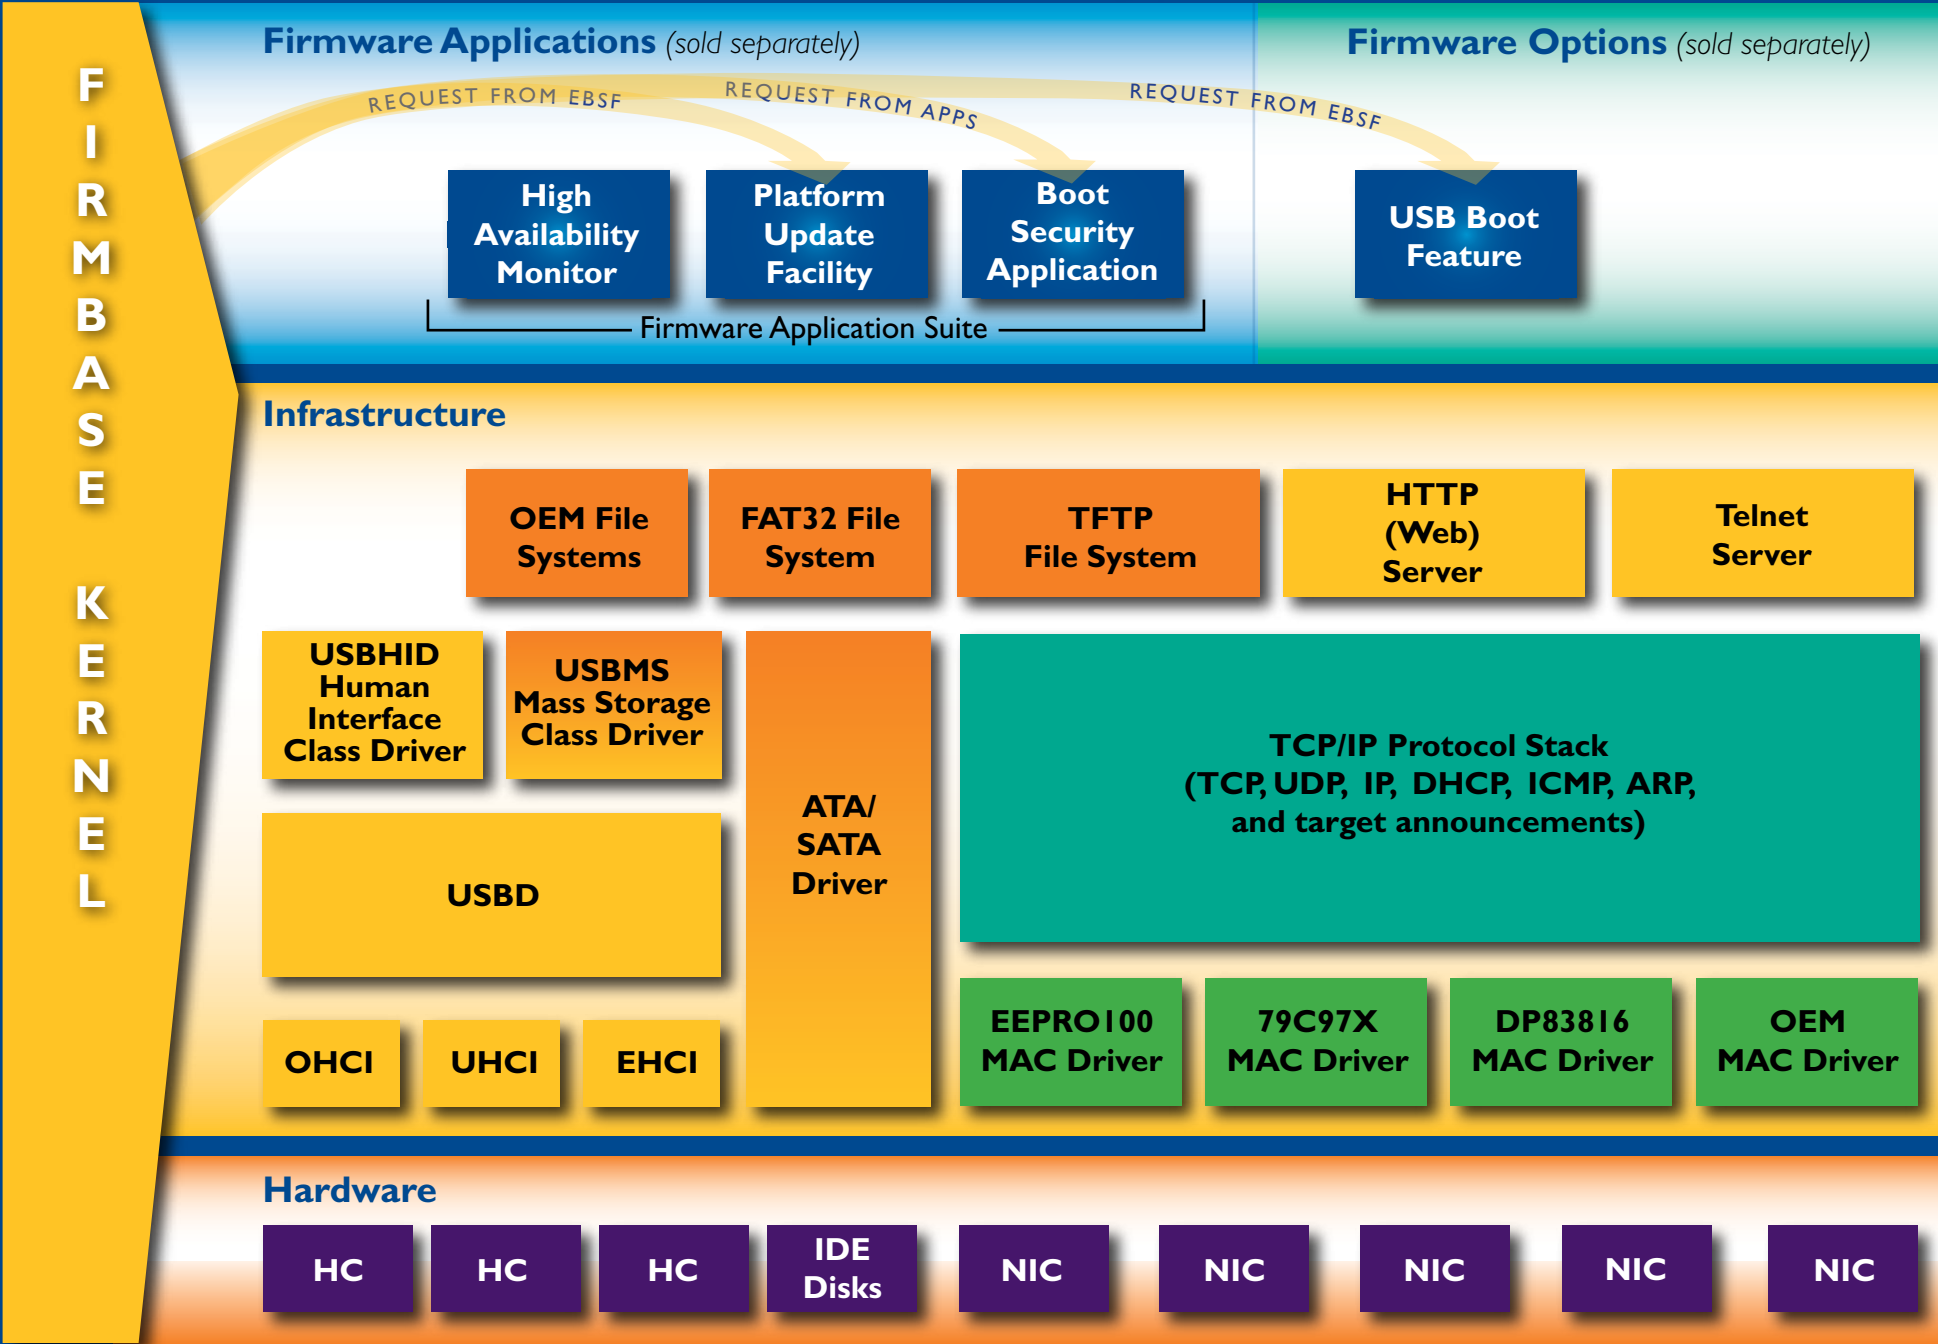 FIRMBASE KERNEL
Firmware Applications (sold separately)
Firmware Options (sold separately)
REQUEST FROM EBSF
REQUEST FROM APPS
REQUEST FROM EBSF
High
Availability
Monitor
Platform
Update
Facility
Boot
Security
Application
USB Boot
Feature
Firmware Application Suite
Infrastructure
OEM File
Systems
FAT32 File
System
TFTP
File System
HTTP
(Web)
Server
Telnet
Server
USBHID
Human
Interface
Class Driver
USBMS
Mass Storage
Class Driver
ATA/
SATA
Driver
TCP/IP Protocol Stack
(TCP, UDP, IP, DHCP, ICMP, ARP,
and target announcements)
USBD
OHCI
UHCI
EHCI
EEPRO100
MAC Driver
79C97X
MAC Driver
DP83816
MAC Driver
OEM
MAC Driver
Hardware
HC
HC
HC
IDE
Disks
NIC
NIC
NIC
NIC
NIC